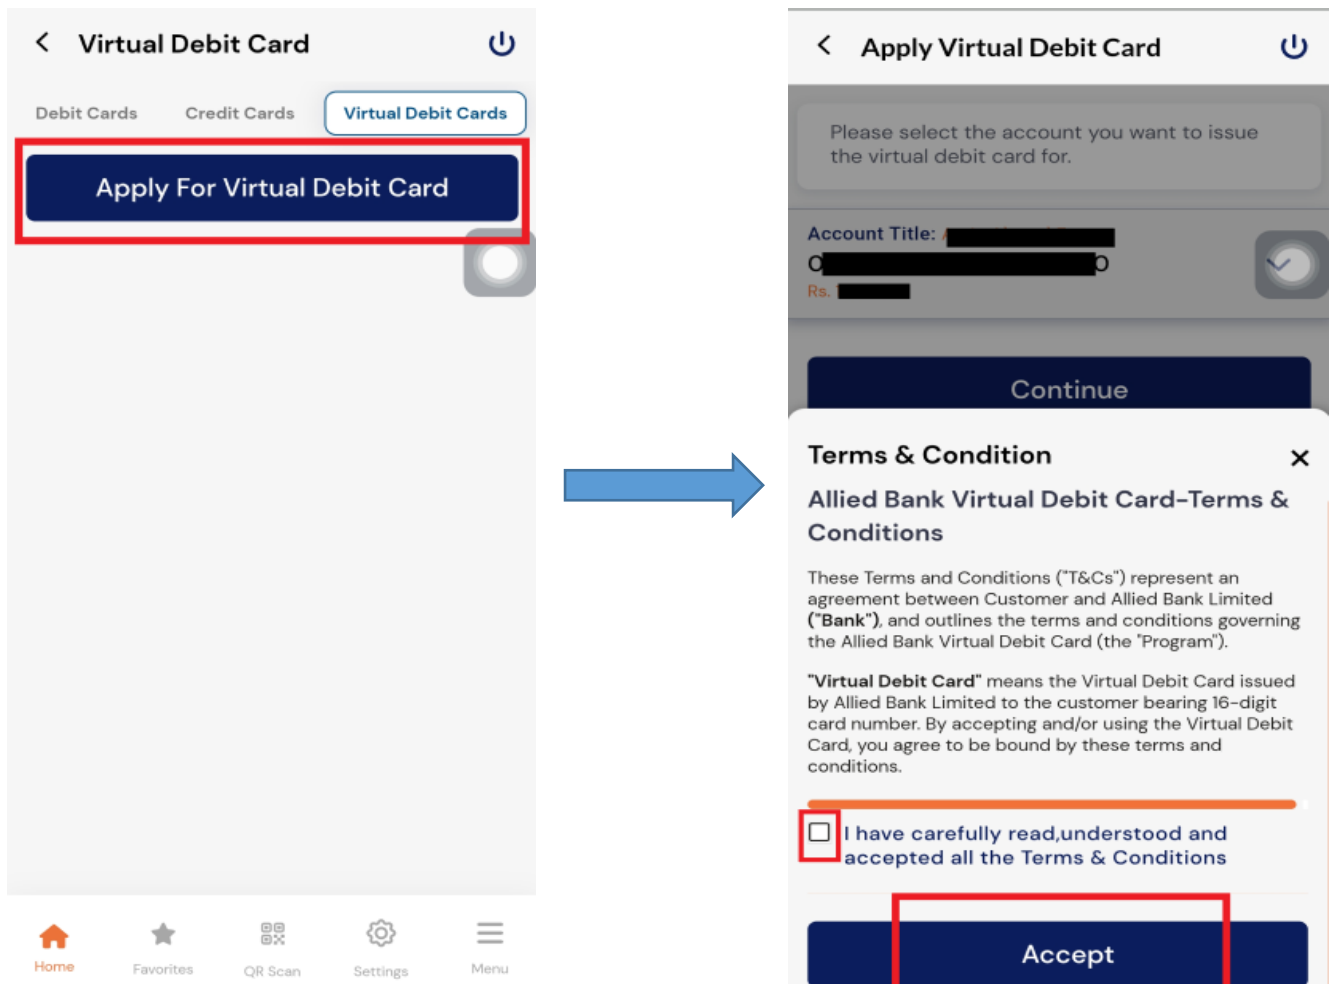 Virtual Debit Card
Debit Cards Credit Cards Virtual Debit Cards
Apply For Virtual Debit Card
Home Favorites QR Scan Settings Menu
Apply Virtual Debit Card
Please select the account you want to issue
the virtual debit card for.
Account Title:
Rs.
Continue
Terms & Condition
Allied Bank Virtual Debit Card-Terms &
Conditions
These Terms and Conditions ("T&Cs") represent an
agreement between Customer and Allied Bank Limited
("Bank"), and outlines the terms and conditions governing
the Allied Bank Virtual Debit Card (the "Program").
"Virtual Debit Card" means the Virtual Debit Card issued
by Allied Bank Limited to the customer bearing 16-digit
card number. By accepting and/or using the Virtual Debit
Card, you agree to be bound by these terms and
conditions.
I have carefully read,understood and
accepted all the Terms & Conditions
Accept